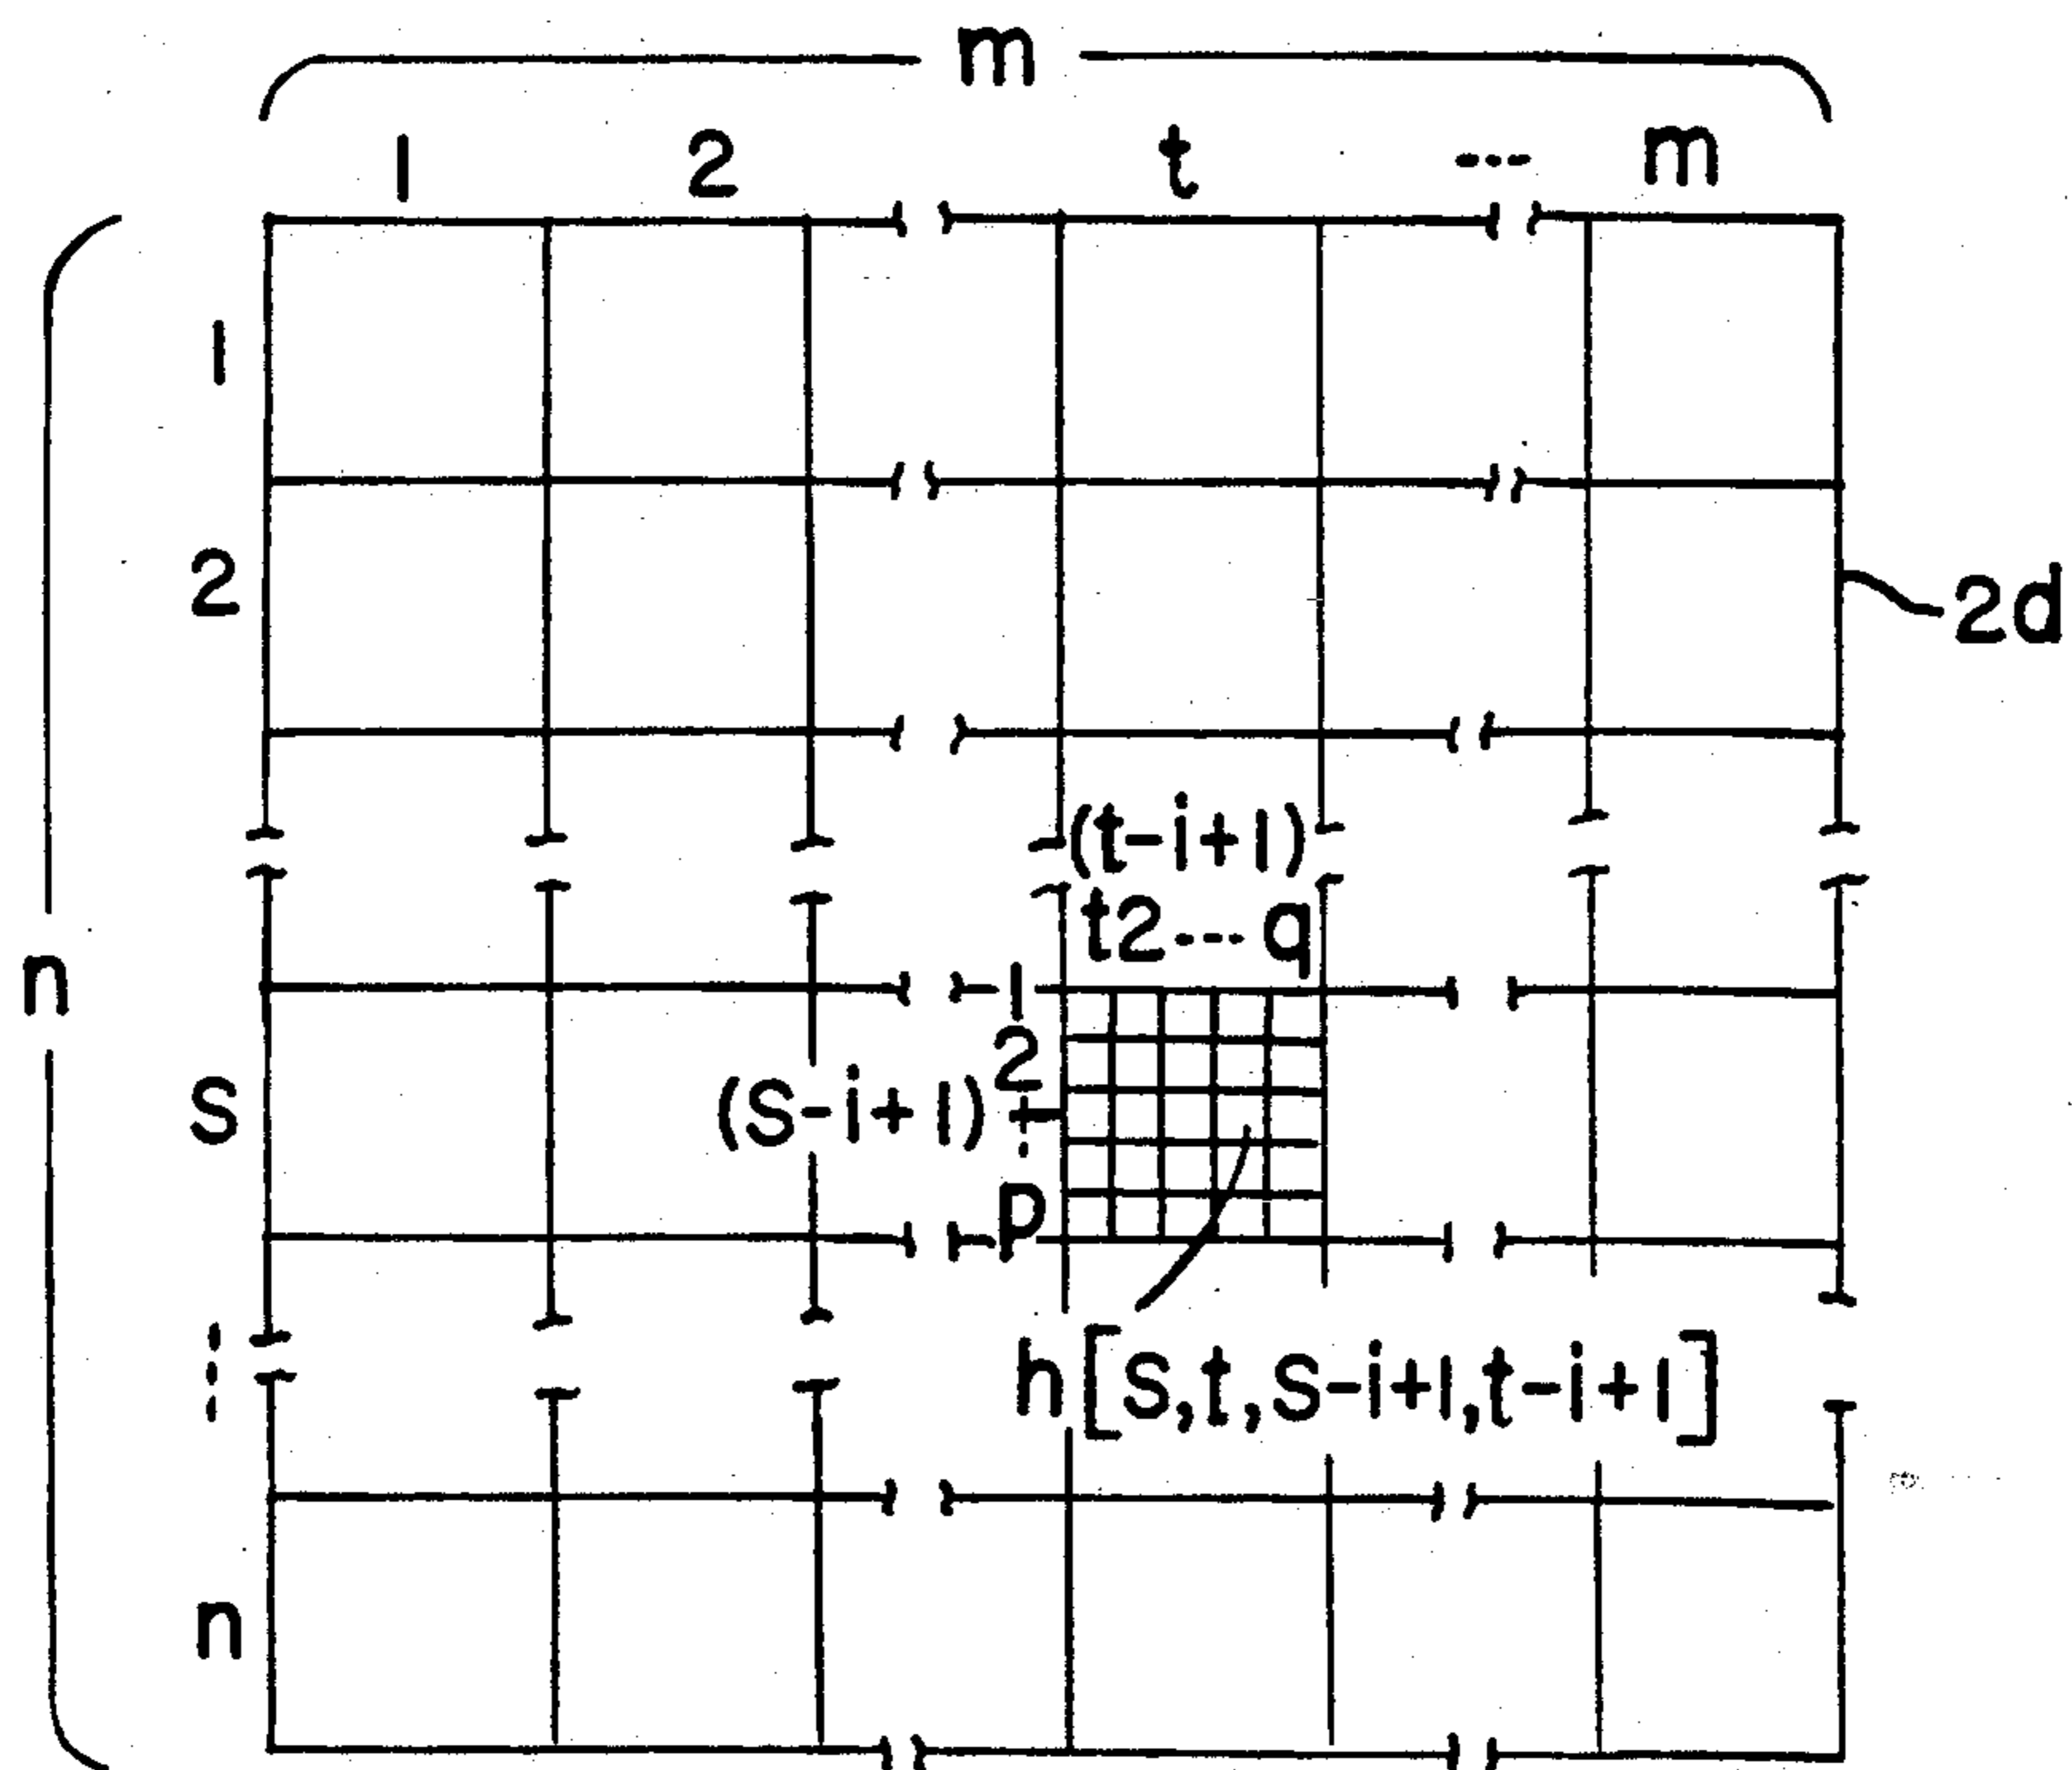 m
1 2 t --- m
1
2
2d
(t-i+1)
t2---q
n
1
2
S
(S-i+1)
p
h[S,t,S-i+1,t-i+1]
n